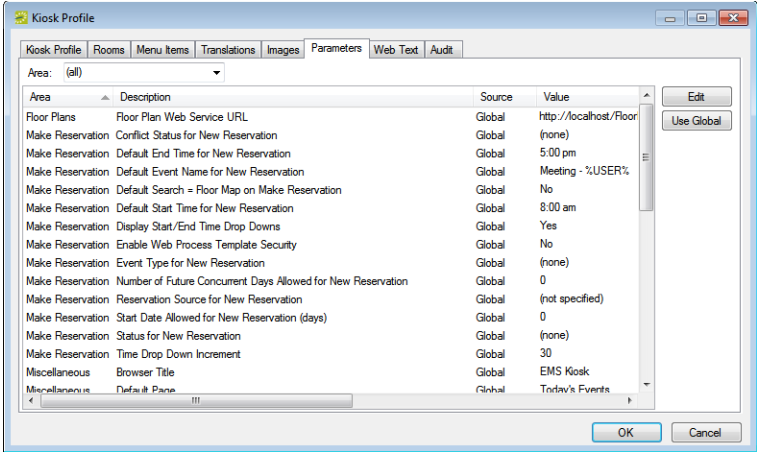 Kiosk Profile
Kiosk Profile Rooms Menu Items Translations Images Parameters Web Text Audit
Area: (all)
Area Description Source Value
Edit
Use Global
Floor Plans Floor Plan Web Service URL Global http://localhost/Floor
Make Reservation Conflict Status for New Reservation Global (none)
Make Reservation Default End Time for New Reservation Global 5:00 pm
Make Reservation Default Event Name for New Reservation Global Meeting - %USER%
Make Reservation Default Search = Floor Map on Make Reservation Global No
Make Reservation Default Start Time for New Reservation Global 8:00 am
Make Reservation Display Start/End Time Drop Downs Global Yes
Make Reservation Enable Web Process Template Security Global No
Make Reservation Event Type for New Reservation Global (none)
Make Reservation Number of Future Concurrent Days Allowed for New Reservation Global 0
Make Reservation Reservation Source for New Reservation Global (not specified)
Make Reservation Start Date Allowed for New Reservation (days) Global 0
Make Reservation Status for New Reservation Global (none)
Make Reservation Time Drop Down Increment Global 30
Miscellaneous Browser Title Global EMS Kiosk
Miscellaneous Default Page Global Today's Events
OK Cancel